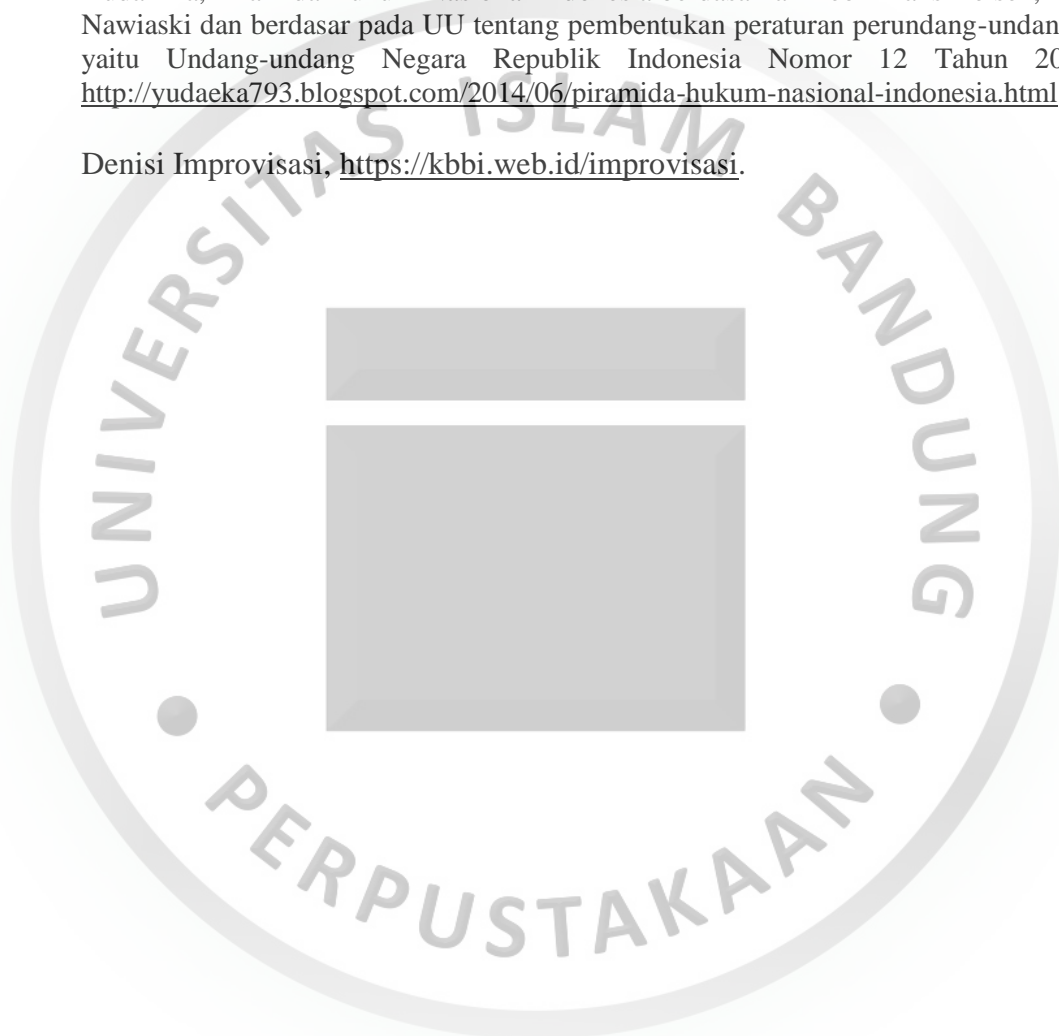 Nawiaski dan berdasar pada UU tentang pembentukan peraturan perundang-undan
yaitu Undang-undang Negara Republik Indonesia Nomor 12 Tahun 20
http://yudaeka793.blogspot.com/2014/06/piramida-hukum-nasional-indonesia.html
Denisi Improvisasi, https://kbbi.web.id/improvisasi.
UNIVERSITAS ISLAM BANDUNG
PERPUSTAKAAN